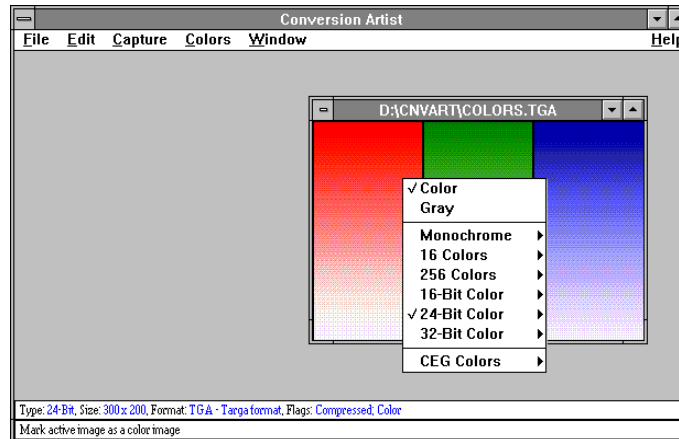 Conversion Artist
File Edit Capture Colors Window Help
D:\CNVART\COLORS.TGA
Color
Gray
Monochrome
16 Colors
256 Colors
16-Bit Color
24-Bit Color
32-Bit Color
CEG Colors
Type: 24-Bit, Size: 300 x 200, Format: TGA - Targa format, Flags: Compressed; Color
Mark active image as a color image